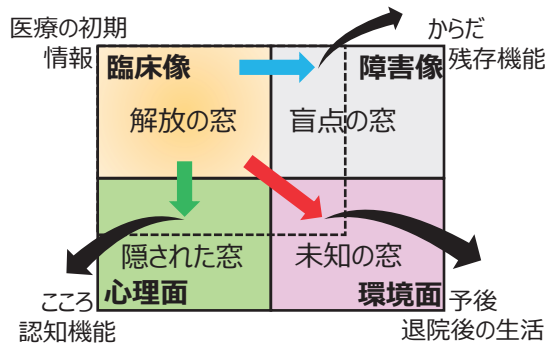 医療の初期
情報
からだ
残存機能
臨床像
障害像
解放の窓
盲点の窓
隠された窓
未知の窓
心理面
環境面
こころ
認知機能
予後
退院後の生活